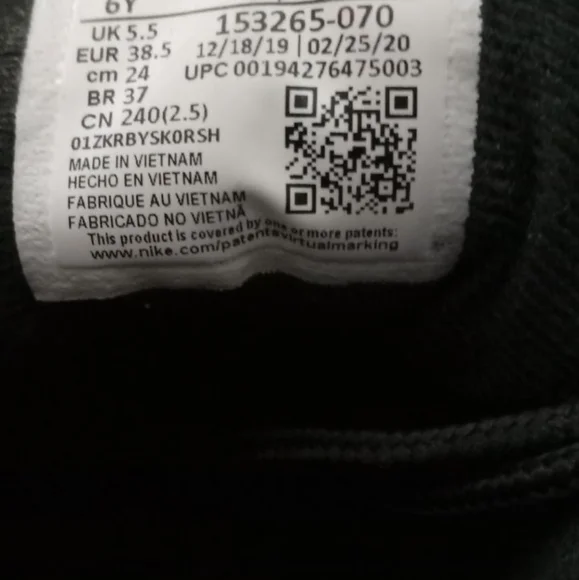 6Y
UK 5.5
153265-070
EUR 38.5
12/18/19 | 02/25/20
cm 24
UPC 00194276475003
BR 37
CN 240(2.5)
01ZKRBYSK0RSH
MADE IN VIETNAM
HECHO EN VIETNAM
FABRIQUE AU VIETNAM
FABRICADO NO VIETNÃ
This product is covered by one or more patents:
www.nike.com/patentsvirtualmarking